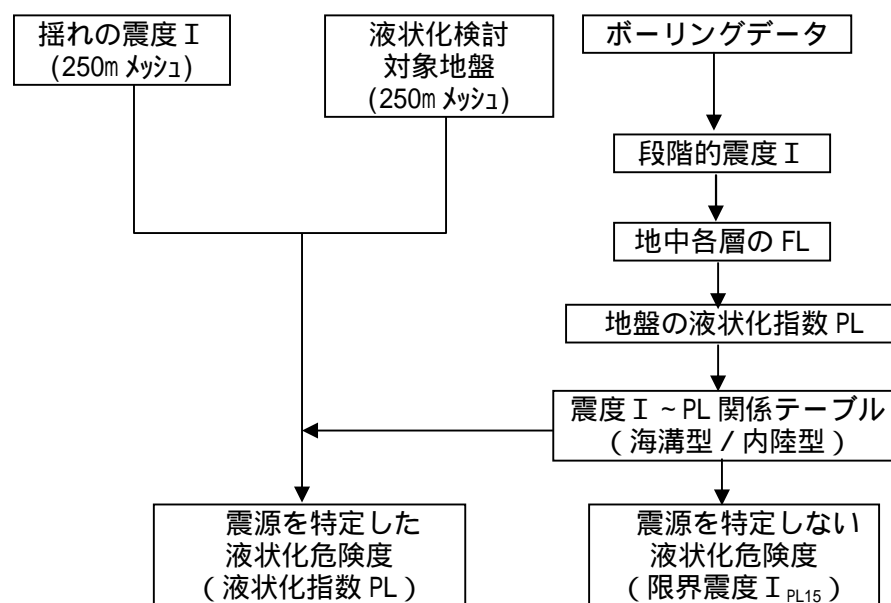 揺れの震度Ⅰ
(250m ﾒｯｼｭ)
液状化検討
対象地盤
(250m ﾒｯｼｭ)
ボーリングデータ
段階的震度Ⅰ
地中各層の FL
地盤の液状化指数 PL
震度Ⅰ~PL 関係テーブル
(海溝型/内陸型)
震源を特定した
液状化危険度
(液状化指数 PL)
震源を特定しない
液状化危険度
(限界震度ⅠPL15)